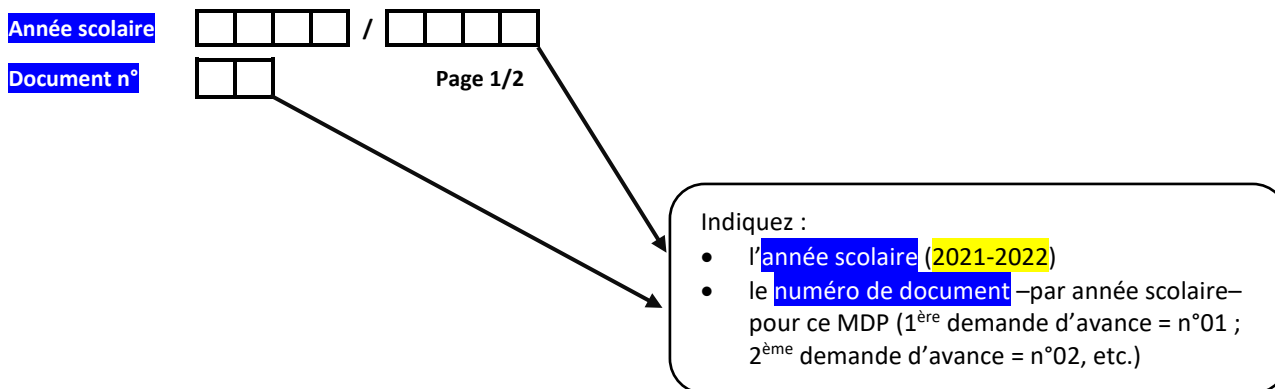 Année scolaire /
Document n° Page 1/2
Indiquez :
• l'année scolaire (2021-2022)
• le numéro de document –par année scolaire–
pour ce MDP (1ère demande d'avance = n°01 ;
2ème demande d'avance = n°02, etc.)